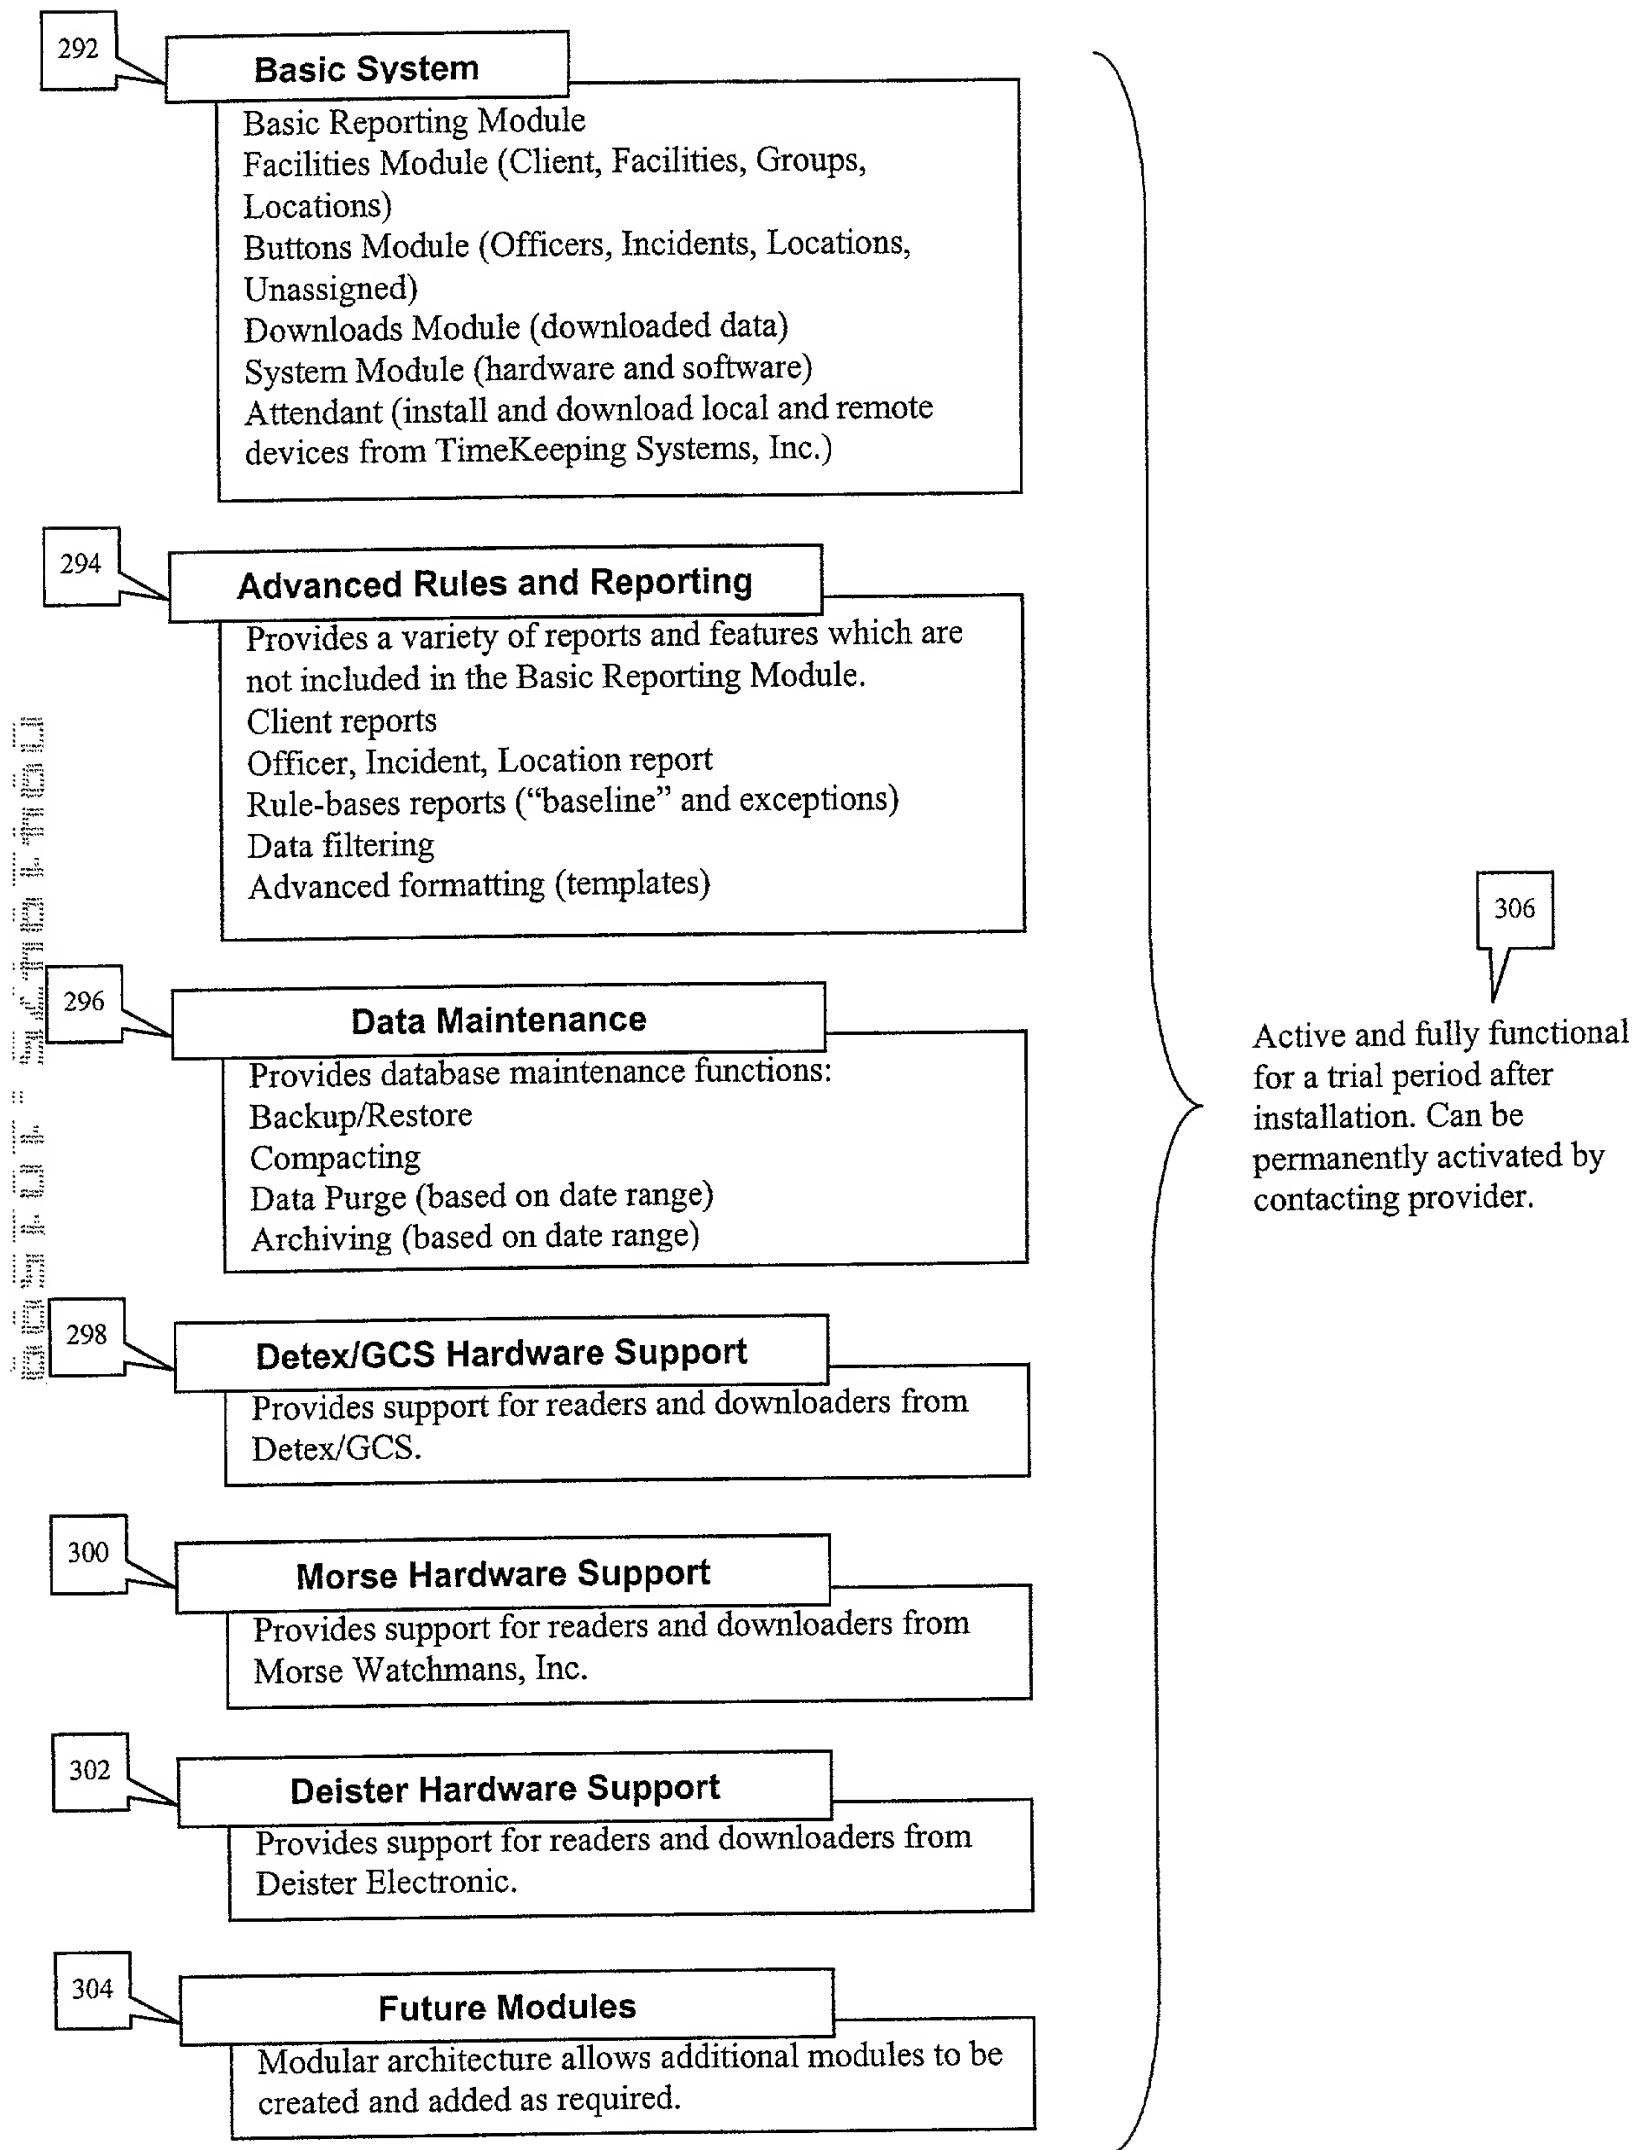 292
Basic System
Basic Reporting Module
Facilities Module (Client, Facilities, Groups,
Locations)
Buttons Module (Officers, Incidents, Locations,
Unassigned)
Downloads Module (downloaded data)
System Module (hardware and software)
Attendant (install and download local and remote
devices from TimeKeeping Systems, Inc.)
294
Advanced Rules and Reporting
Provides a variety of reports and features which are
not included in the Basic Reporting Module.
Client reports
Officer, Incident, Location report
Rule-bases reports (“baseline” and exceptions)
Data filtering
Advanced formatting (templates)
296
Data Maintenance
Provides database maintenance functions:
Backup/Restore
Compacting
Data Purge (based on date range)
Archiving (based on date range)
298
Detex/GCS Hardware Support
Provides support for readers and downloaders from
Detex/GCS.
300
Morse Hardware Support
Provides support for readers and downloaders from
Morse Watchmans, Inc.
302
Deister Hardware Support
Provides support for readers and downloaders from
Deister Electronic.
304
Future Modules
Modular architecture allows additional modules to be
created and added as required.
306
Active and fully functional
for a trial period after
installation. Can be
permanently activated by
contacting provider.